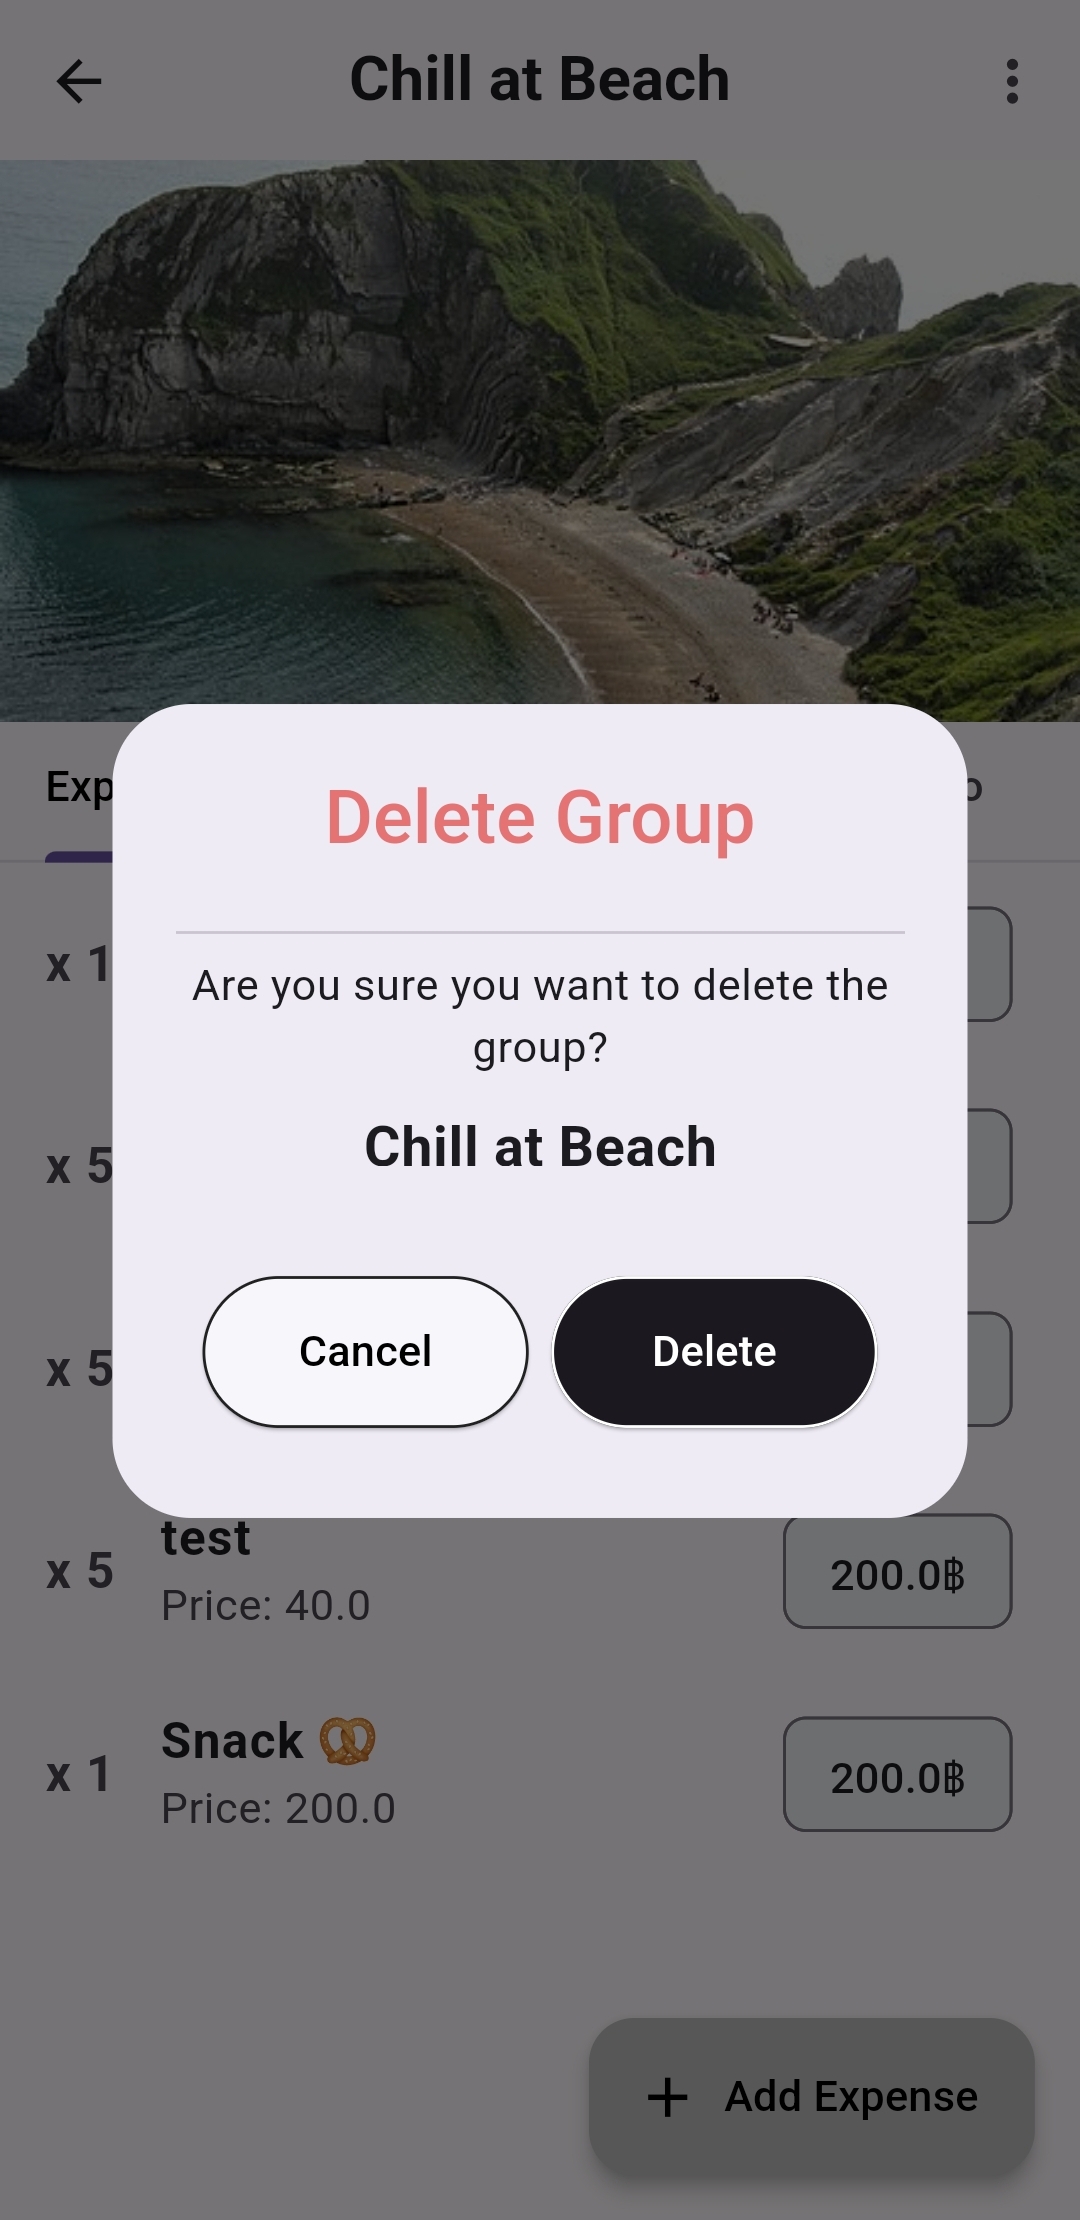 Chill at Beach
Delete Group
Are you sure you want to delete the
group?
Chill at Beach
Cancel
Delete
x 1
x 5
x 5
x 5
test
Price: 40.0
200.0฿
x 1
Snack 🥨
Price: 200.0
200.0฿
+ Add Expense